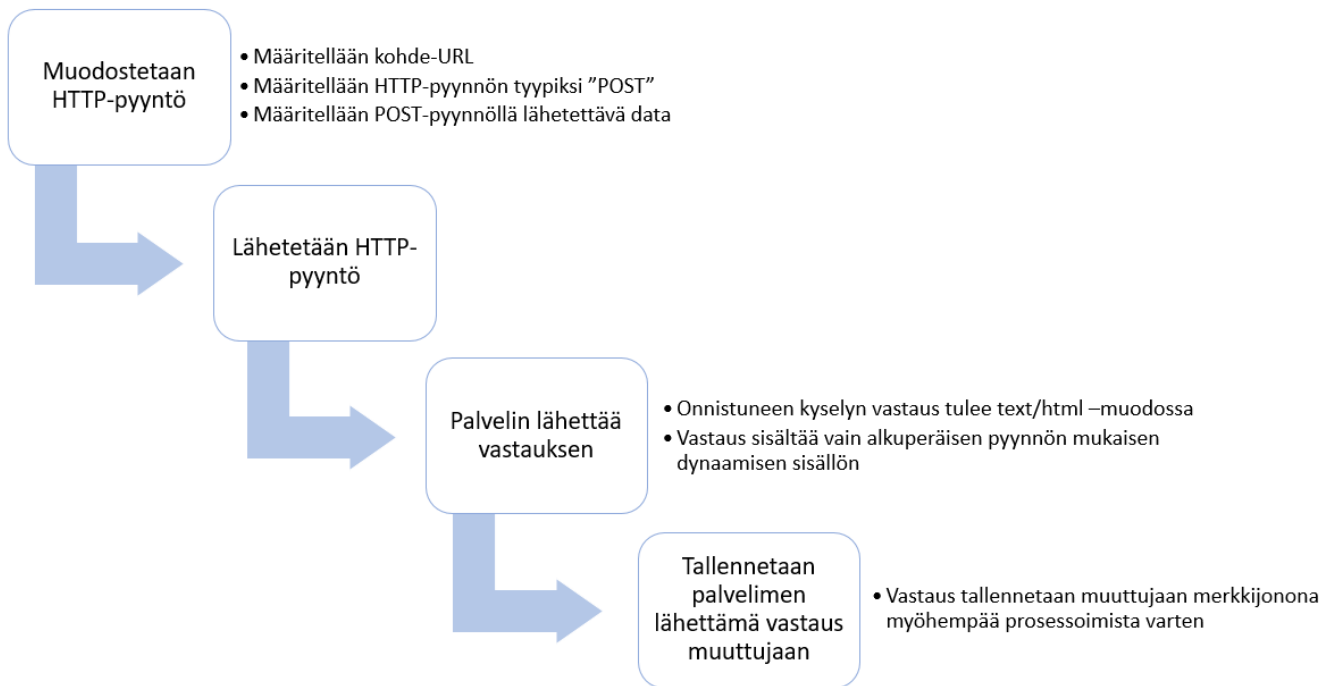 Muodostetaan
HTTP-pyyntö
• Määritellään kohde-URL
• Määritellään HTTP-pyynnön tyypiksi ”POST”
• Määritellään POST-pyynnöllä lähetettävä data
Lähetetään HTTP-
pyyntö
Palvelin lähettää
vastauksen
• Onnistuneen kyselyn vastaus tulee text/html –muodossa
• Vastaus sisältää vain alkuperäisen pyynnön mukaisen
dynaamisen sisällön
Tallennetaan
palvelimen
lähettämä vastaus
muuttujaan
• Vastaus tallennetaan muuttujaan merkkijonona
myöhempää prosessoimista varten